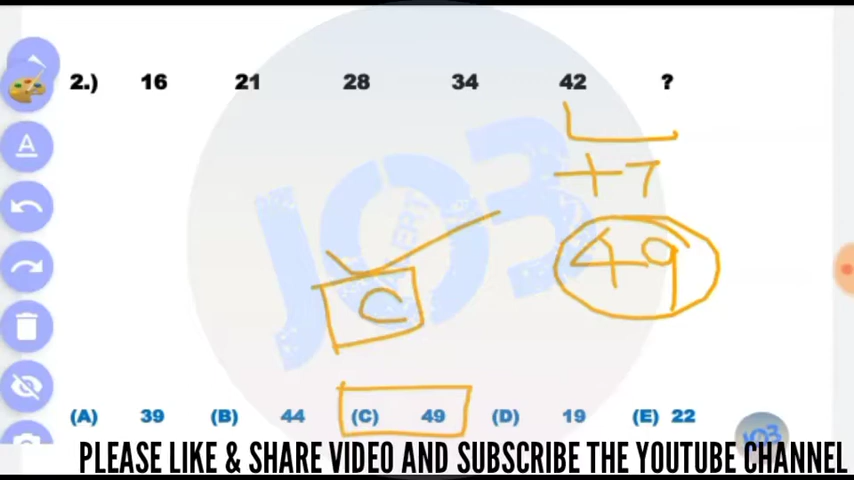 2.) 16 21 28 34 42 ?
+7
49
C
(A) 39 (B) 44 (C) 49 (D) 19 (E) 22
PLEASE LIKE & SHARE VIDEO AND SUBSCRIBE THE YOUTUBE CHANNEL